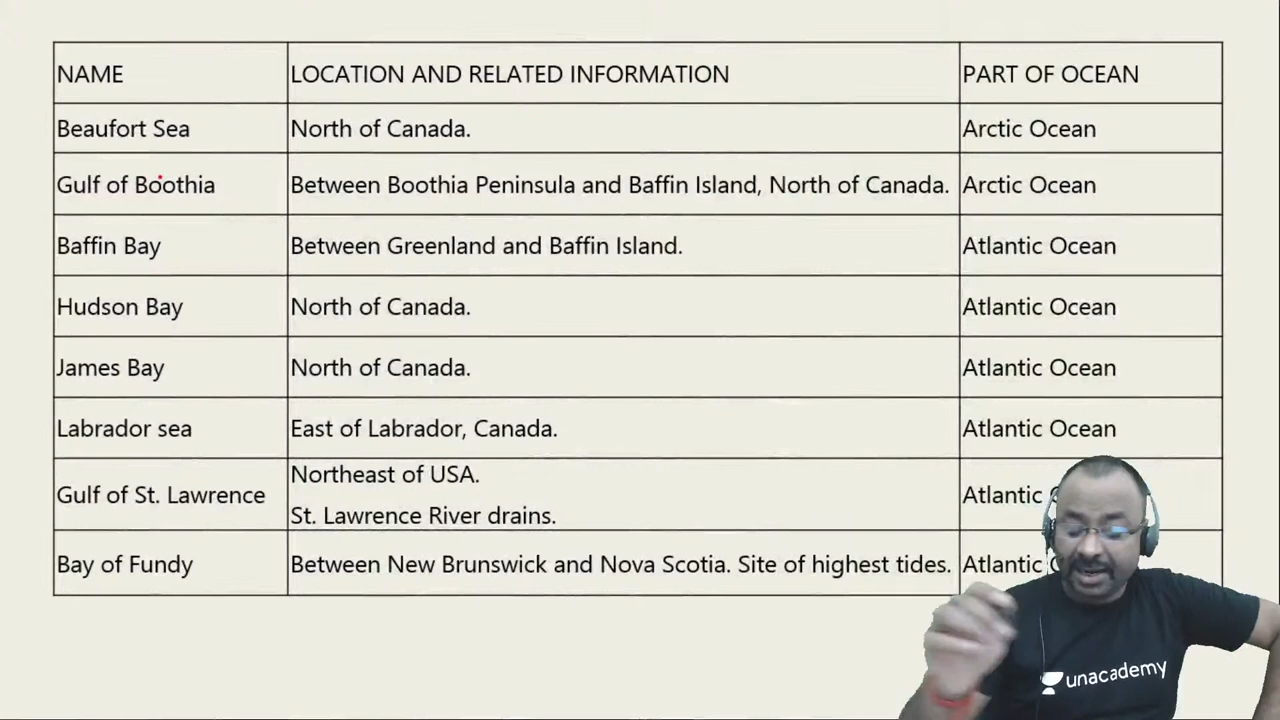 NAME LOCATION AND RELATED INFORMATION PART OF OCEAN
Beaufort Sea North of Canada. Arctic Ocean
Gulf of Boothia Between Boothia Peninsula and Baffin Island, North of Canada. Arctic Ocean
Baffin Bay Between Greenland and Baffin Island. Atlantic Ocean
Hudson Bay North of Canada. Atlantic Ocean
James Bay North of Canada. Atlantic Ocean
Labrador sea East of Labrador, Canada. Atlantic Ocean
Northeast of USA.
Gulf of St. Lawrence Atlantic
St. Lawrence River drains.
Bay of Fundy Between New Brunswick and Nova Scotia. Site of highest tides. Atlantic
unacademy